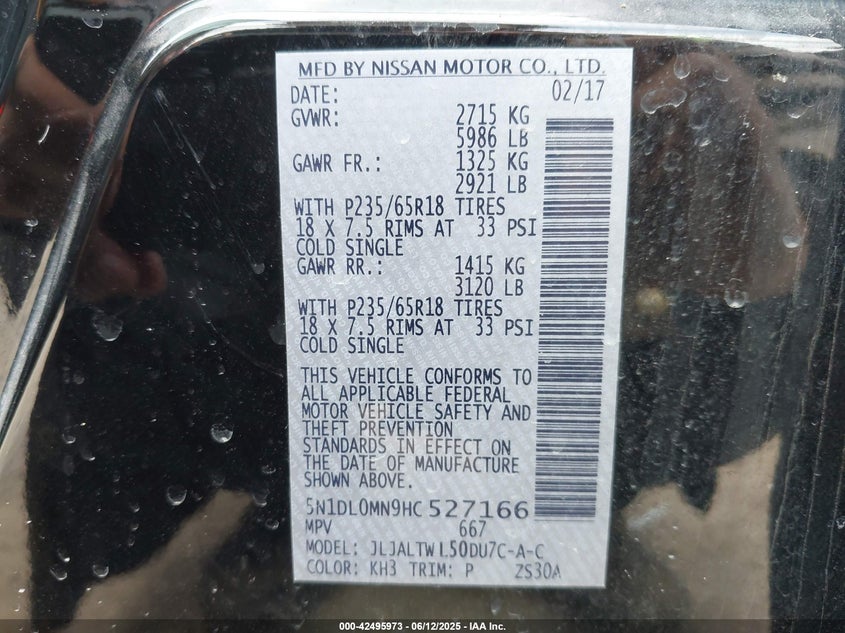 MFD BY NISSAN MOTOR CO., LTD.
DATE: 02/17
GVWR: 2715 KG
5986 LB
GAWR FR.: 1325 KG
2921 LB
WITH P235/65R18 TIRES
18 X 7.5 RIMS AT 33 PSI
COLD SINGLE
GAWR RR.: 1415 KG
3120 LB
WITH P235/65R18 TIRES
18 X 7.5 RIMS AT 33 PSI
COLD SINGLE
THIS VEHICLE CONFORMS TO
ALL APPLICABLE FEDERAL
MOTOR VEHICLE SAFETY AND
THEFT PREVENTION
STANDARDS IN EFFECT ON
THE DATE OF MANUFACTURE
SHOWN ABOVE.
5N1DL0MN9HC 527166
MPV 667
MODEL: JLJALTWL50DU7C-A-C
COLOR: KH3 TRIM: P ZS30A
000-42495973 - 06/12/2025 - IAA Inc.